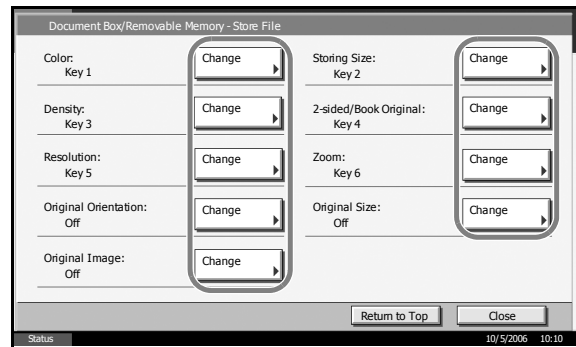 Document Box/Removable Memory - Store File
Color:
Key 1
Change
Storing Size:
Key 2
Change
Density:
Key 3
Change
2-sided/Book Original:
Key 4
Change
Resolution:
Key 5
Change
Zoom:
Key 6
Change
Original Orientation:
Off
Change
Original Size:
Off
Change
Original Image:
Off
Change
Return to Top
Close
Status
10/5/2006 10:10